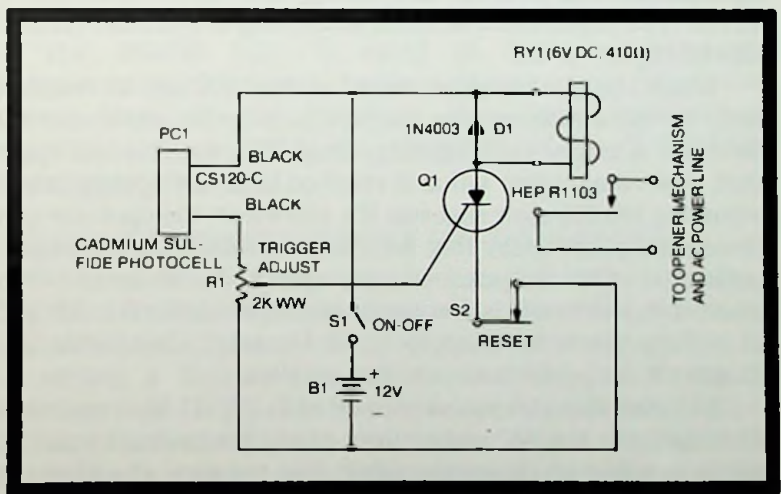 RY1 (6V DC, 410Ω)
PC1
1N4003
D1
BLACK
CS120-C
Q1
HEP R1103
BLACK
CADMIUM SUL-
FIDE PHOTOCELL
TRIGGER
ADJUST
R1
2K WW
S1
ON-OFF
S2
RESET
B1
+
12V
−
TO OPENER MECHANISM
AND AC POWER LINE